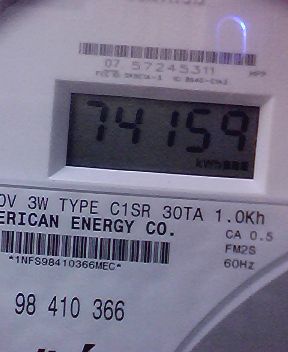 07 57245311
74159
kWh
0V 3W TYPE C1SR 30TA 1.0Kh
ERICAN ENERGY CO.
CA 0.5
FM2S
*1NFS98410366MEC*
60Hz
98 410 366